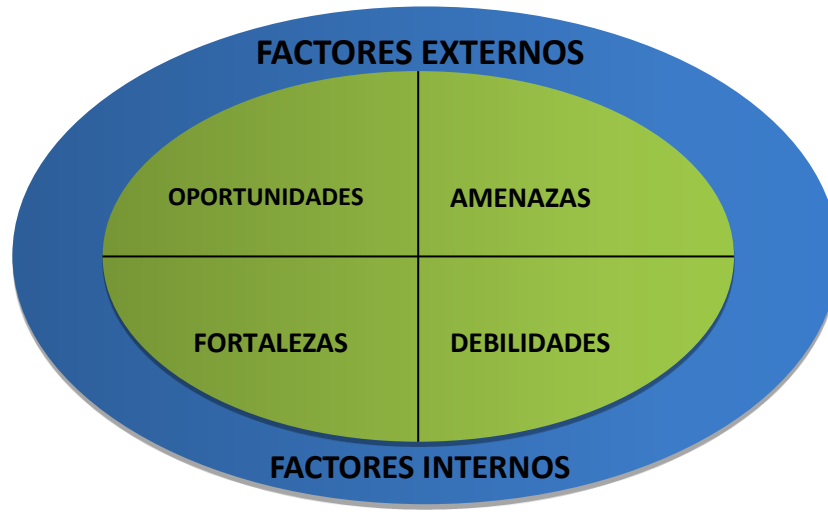 FACTORES EXTERNOS
OPORTUNIDADES
AMENAZAS
FORTALEZAS
DEBILIDADES
FACTORES INTERNOS